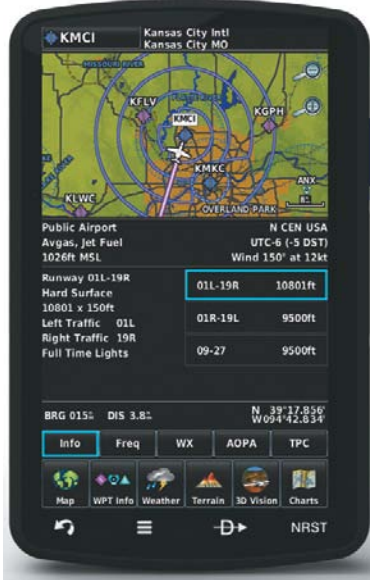 KMCI
Kansas City Intl
Kansas City MO
MISSOURI RIVER
KFLV
KGPH
KMCI
KMKC
ANX
KLWC
OVERLAND PARK
Public Airport
N CEN USA
Avgas, Jet Fuel
UTC-6 (-5 DST)
1026ft MSL
Wind 150° at 12kt
Runway 01L-19R
Hard Surface
10801 x 150ft
Left Traffic 01L
Right Traffic 19R
Full Time Lights
01L-19R 10801ft
01R-19L 9500ft
09-27 9500ft
BRG 015° DIS 3.8
N 39°17.856'
W094°42.834'
Info Freq WX AOPA TPC
Map WPT Info Weather Terrain 3D Vision Charts
D
NRST